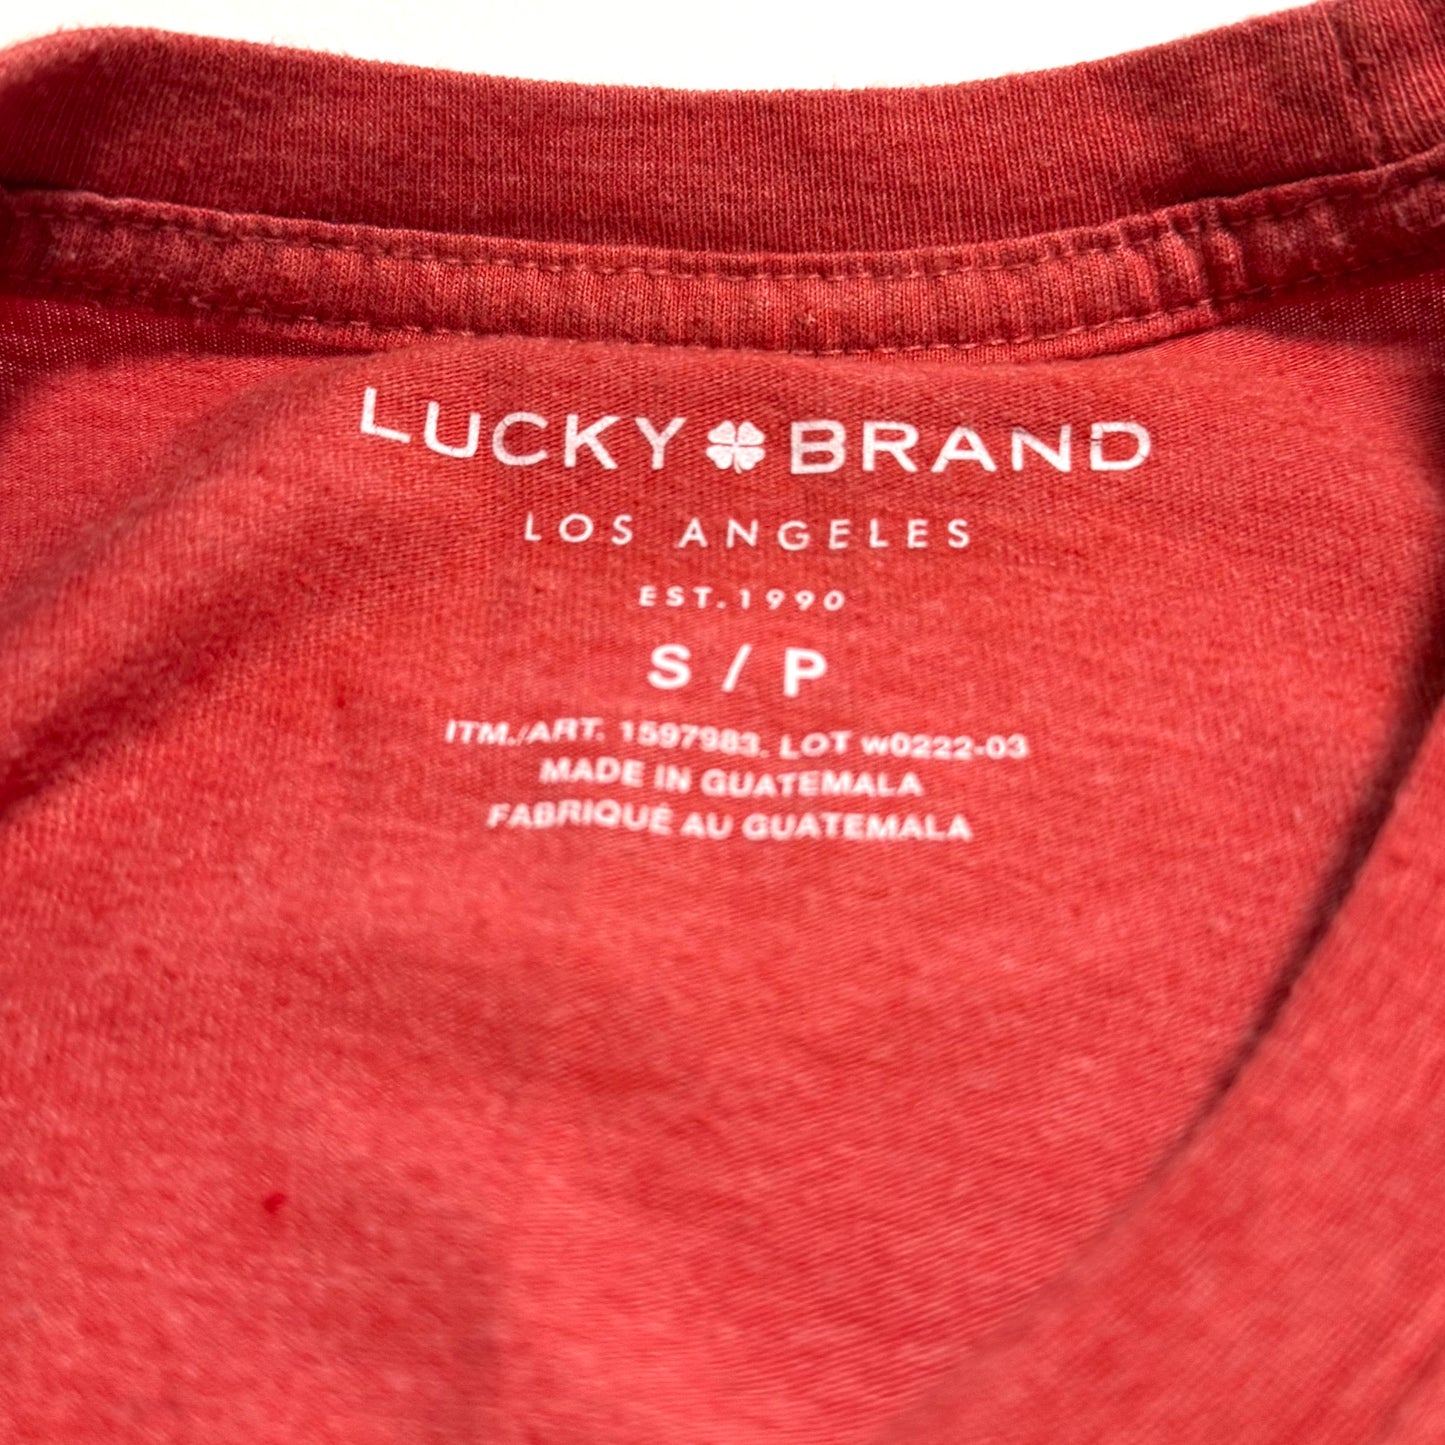 LUCKY BRAND
LOS ANGELES
EST. 1990
S / P
ITM./ART. 1597983. LOT W0222-03
MADE IN GUATEMALA
FABRIQUÉ AU GUATEMALA